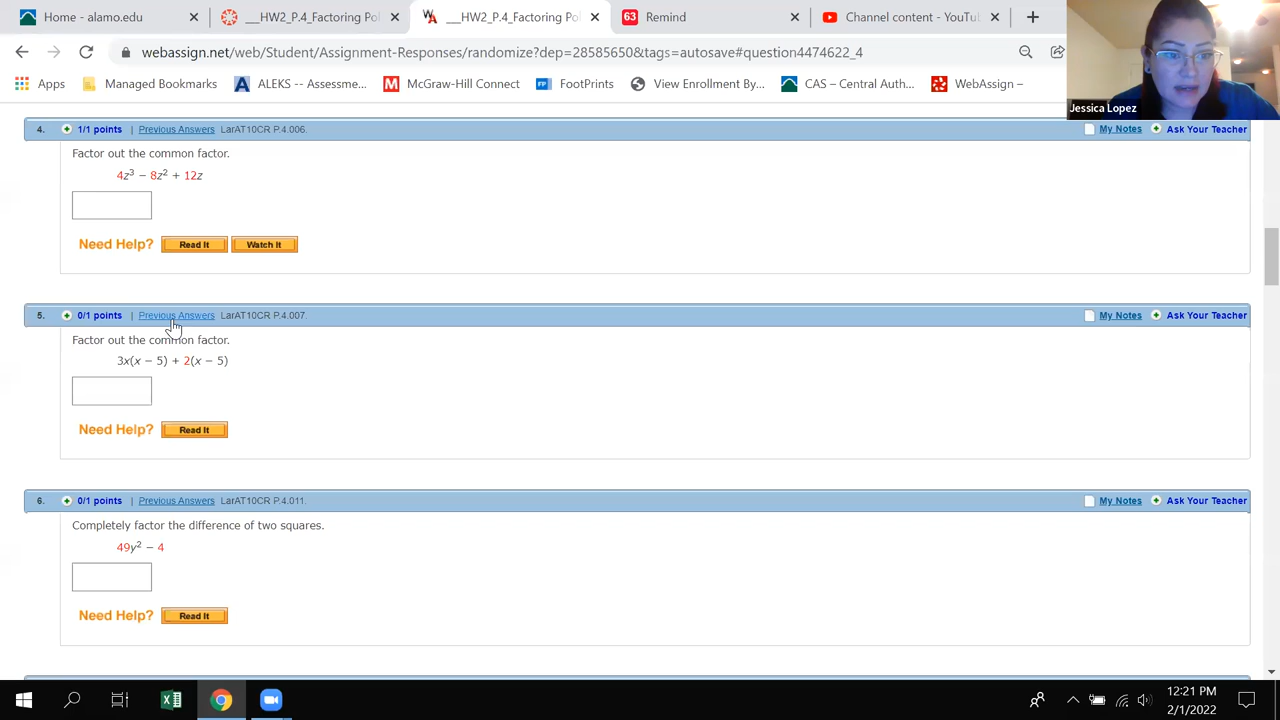 Home - alamo.edu
___HW2_P.4_Factoring Pol
___HW2_P.4_Factoring Pol
63 Remind
Channel content - YouTu
webassign.net/web/Student/Assignment-Responses/randomize?dep=28585650&tags=autosave#question4474622_4
Apps
Managed Bookmarks
ALEKS -- Assessme...
McGraw-Hill Connect
FootPrints
View Enrollment By...
CAS – Central Auth...
WebAssign –
Jessica Lopez
4. 1/1 points | Previous Answers LarAT10CR P.4.006. My Notes Ask Your Teacher
Factor out the common factor.
4z³ − 8z² + 12z
Need Help? Read It Watch It
5. 0/1 points | Previous Answers LarAT10CR P.4.007. My Notes Ask Your Teacher
Factor out the common factor.
3x(x − 5) + 2(x − 5)
Need Help? Read It
6. 0/1 points | Previous Answers LarAT10CR P.4.011. My Notes Ask Your Teacher
Completely factor the difference of two squares.
49y² − 4
Need Help? Read It
12:21 PM
2/1/2022